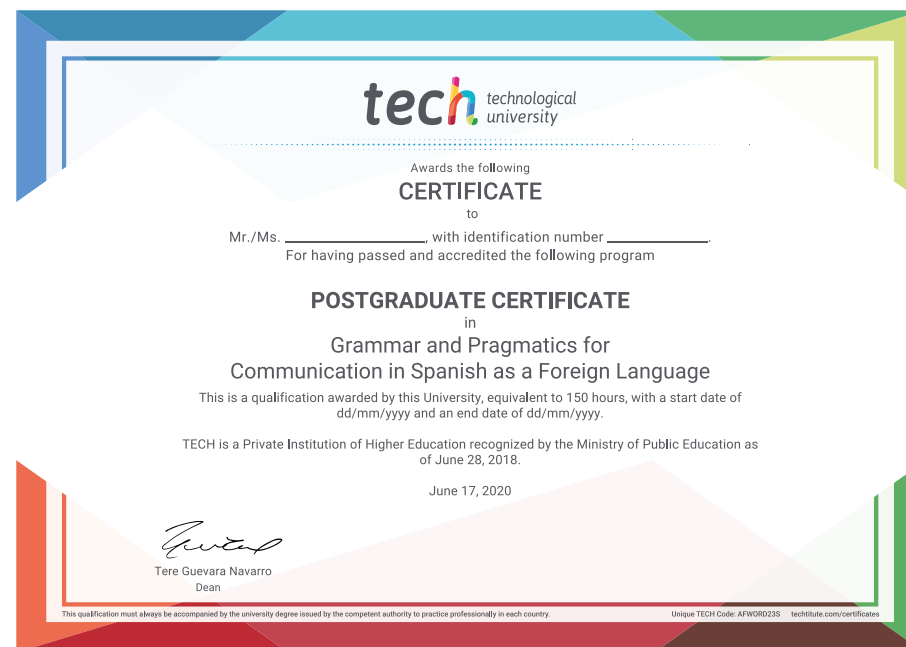 tech technological
university
Awards the following
CERTIFICATE
to
Mr./Ms. ____________________, with identification number ______________.
For having passed and accredited the following program
POSTGRADUATE CERTIFICATE
in
Grammar and Pragmatics for
Communication in Spanish as a Foreign Language
This is a qualification awarded by this University, equivalent to 150 hours, with a start date of
dd/mm/yyyy and an end date of dd/mm/yyyy.
TECH is a Private Institution of Higher Education recognized by the Ministry of Public Education as
of June 28, 2018.
June 17, 2020
Tere Guevara Navarro
Dean
This qualification must always be accompanied by the university degree issued by the competent authority to practice professionally in each country. Unique TECH Code: AFWORD23S techtitute.com/certificates